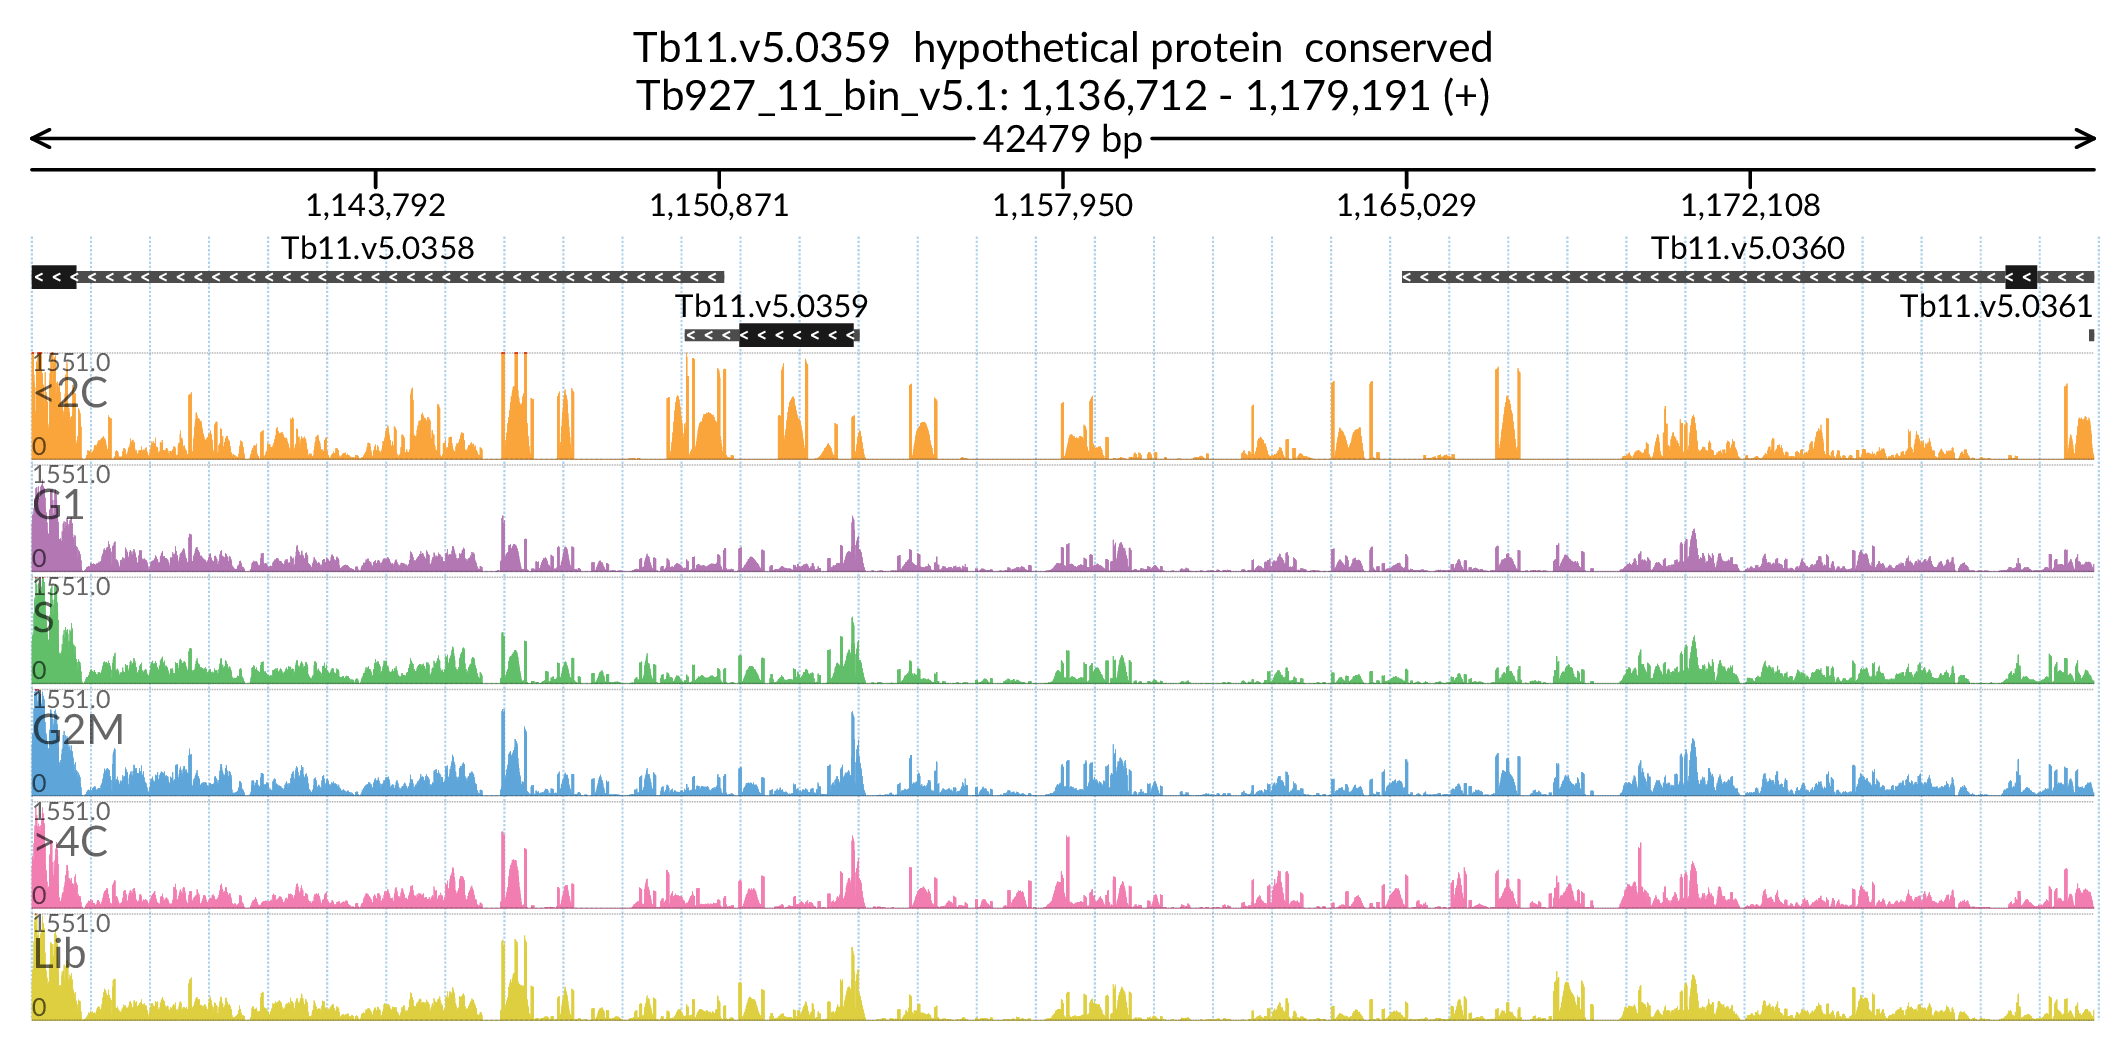 Tb11.v5.0359  hypothetical protein  conserved
Tb927_11_bin_v5.1: 1,136,712 - 1,179,191 (+)
42479 bp
1,143,792 1,150,871 1,157,950 1,165,029 1,172,108
Tb11.v5.0358 Tb11.v5.0360
Tb11.v5.0359 Tb11.v5.0361
1551.0
<2C
0
1551.0
G1
0
1551.0
S
0
1551.0
G2M
0
1551.0
>4C
0
1551.0
Lib
0